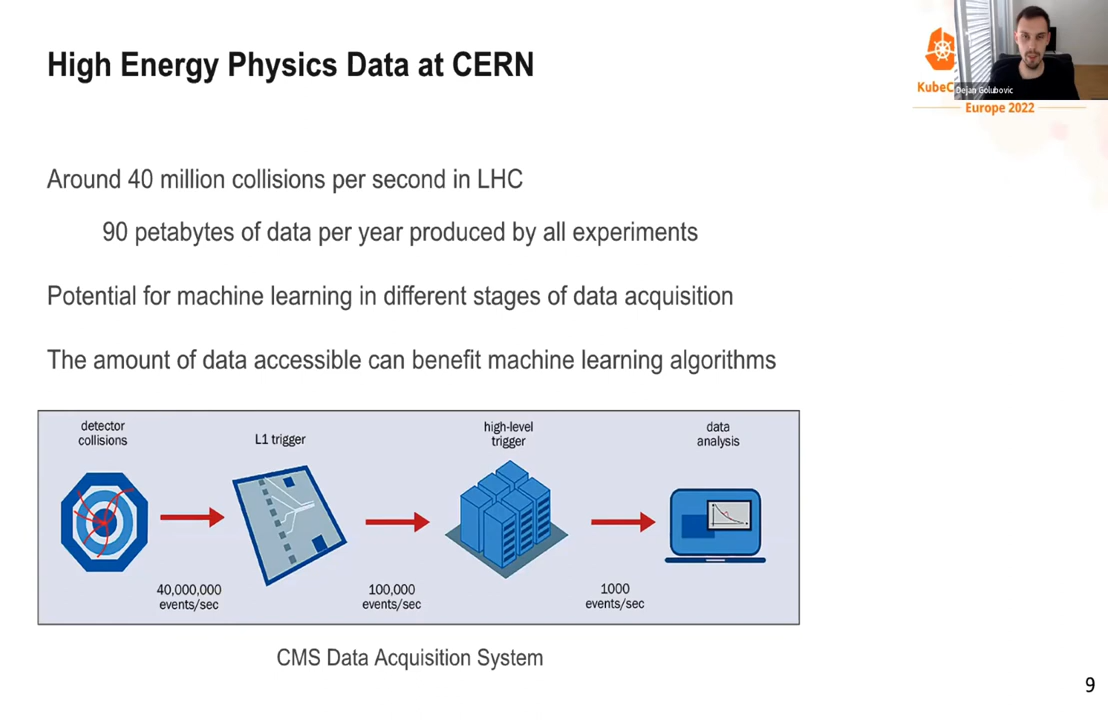 High Energy Physics Data at CERN
KubeC
Dejan Golubovic
Europe 2022
Around 40 million collisions per second in LHC
90 petabytes of data per year produced by all experiments
Potential for machine learning in different stages of data acquisition
The amount of data accessible can benefit machine learning algorithms
detector
collisions
L1 trigger
high-level
trigger
data
analysis
40,000,000
events/sec
100,000
events/sec
1000
events/sec
CMS Data Acquisition System
9